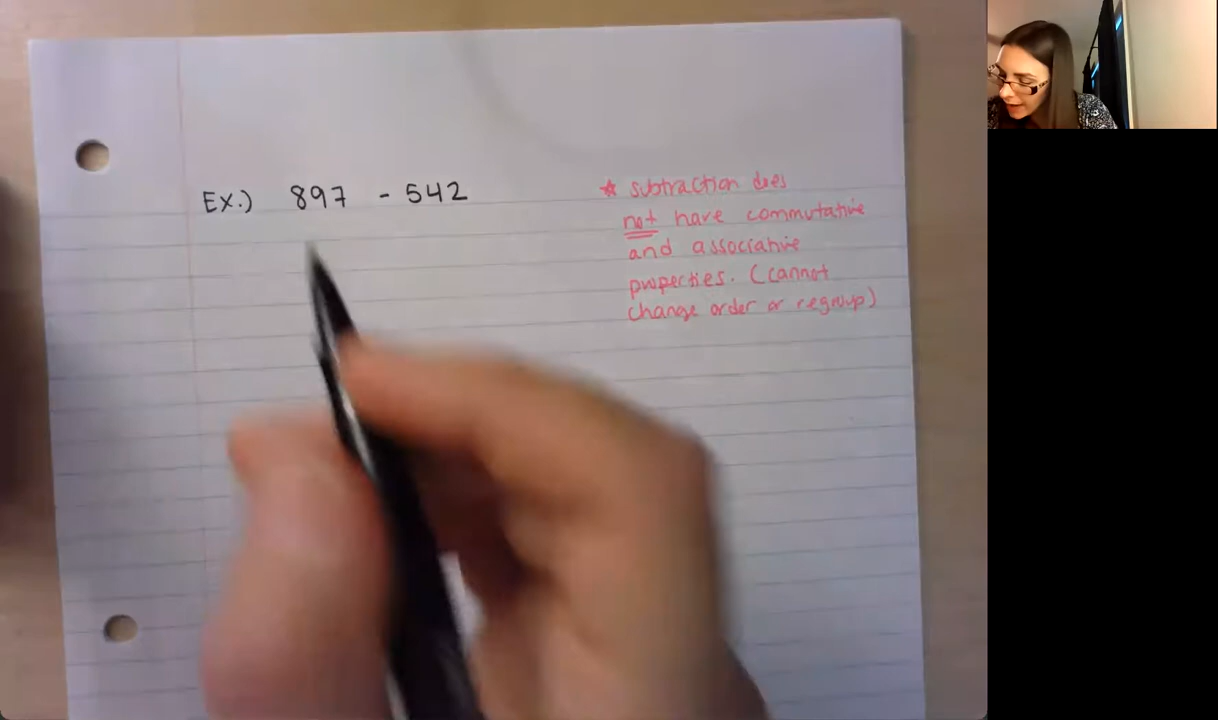 Ex.) 897 - 542
* subtraction does
not have commutative
and associative
properties. (cannot
change order or regroup)